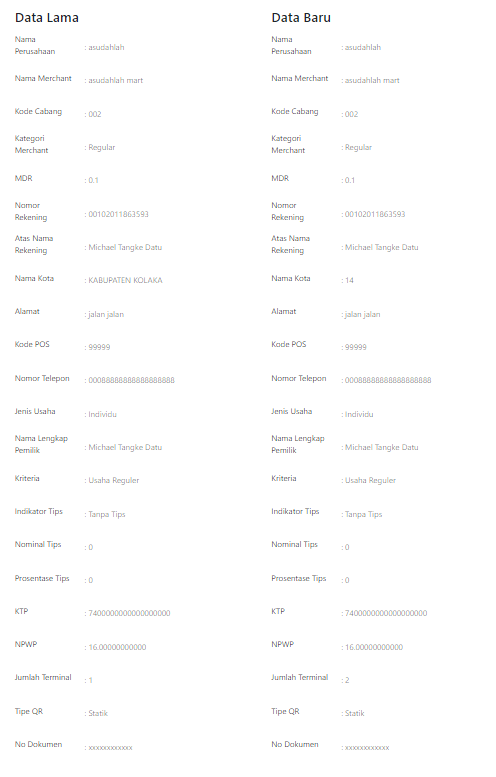 Data Lama
Nama
Perusahaan
: asudahlah
Nama Merchant
: asudahlah mart
Kode Cabang
: 002
Kategori
Merchant
: Regular
MDR
: 0.1
Nomor
Rekening
: 00102011863593
Atas Nama
Rekening
: Michael Tangke Datu
Nama Kota
: KABUPATEN KOLAKA
Alamat
: jalan jalan
Kode POS
: 99999
Nomor Telepon
: 00088888888888888888
Jenis Usaha
: Individu
Nama Lengkap
Pemilik
: Michael Tangke Datu
Kriteria
: Usaha Reguler
Indikator Tips
: Tanpa Tips
Nominal Tips
: 0
Prosentase Tips
: 0
KTP
: 7400000000000000000
NPWP
: 16.00000000000
Jumlah Terminal
: 1
Tipe QR
: Statik
No Dokumen
: xxxxxxxxxxxx
Data Baru
Nama
Perusahaan
: asudahlah
Nama Merchant
: asudahlah mart
Kode Cabang
: 002
Kategori
Merchant
: Regular
MDR
: 0.1
Nomor
Rekening
: 00102011863593
Atas Nama
Rekening
: Michael Tangke Datu
Nama Kota
: 14
Alamat
: jalan jalan
Kode POS
: 99999
Nomor Telepon
: 00088888888888888888
Jenis Usaha
: Individu
Nama Lengkap
Pemilik
: Michael Tangke Datu
Kriteria
: Usaha Reguler
Indikator Tips
: Tanpa Tips
Nominal Tips
: 0
Prosentase Tips
: 0
KTP
: 7400000000000000000
NPWP
: 16.00000000000
Jumlah Terminal
: 2
Tipe QR
: Statik
No Dokumen
: xxxxxxxxxxxx